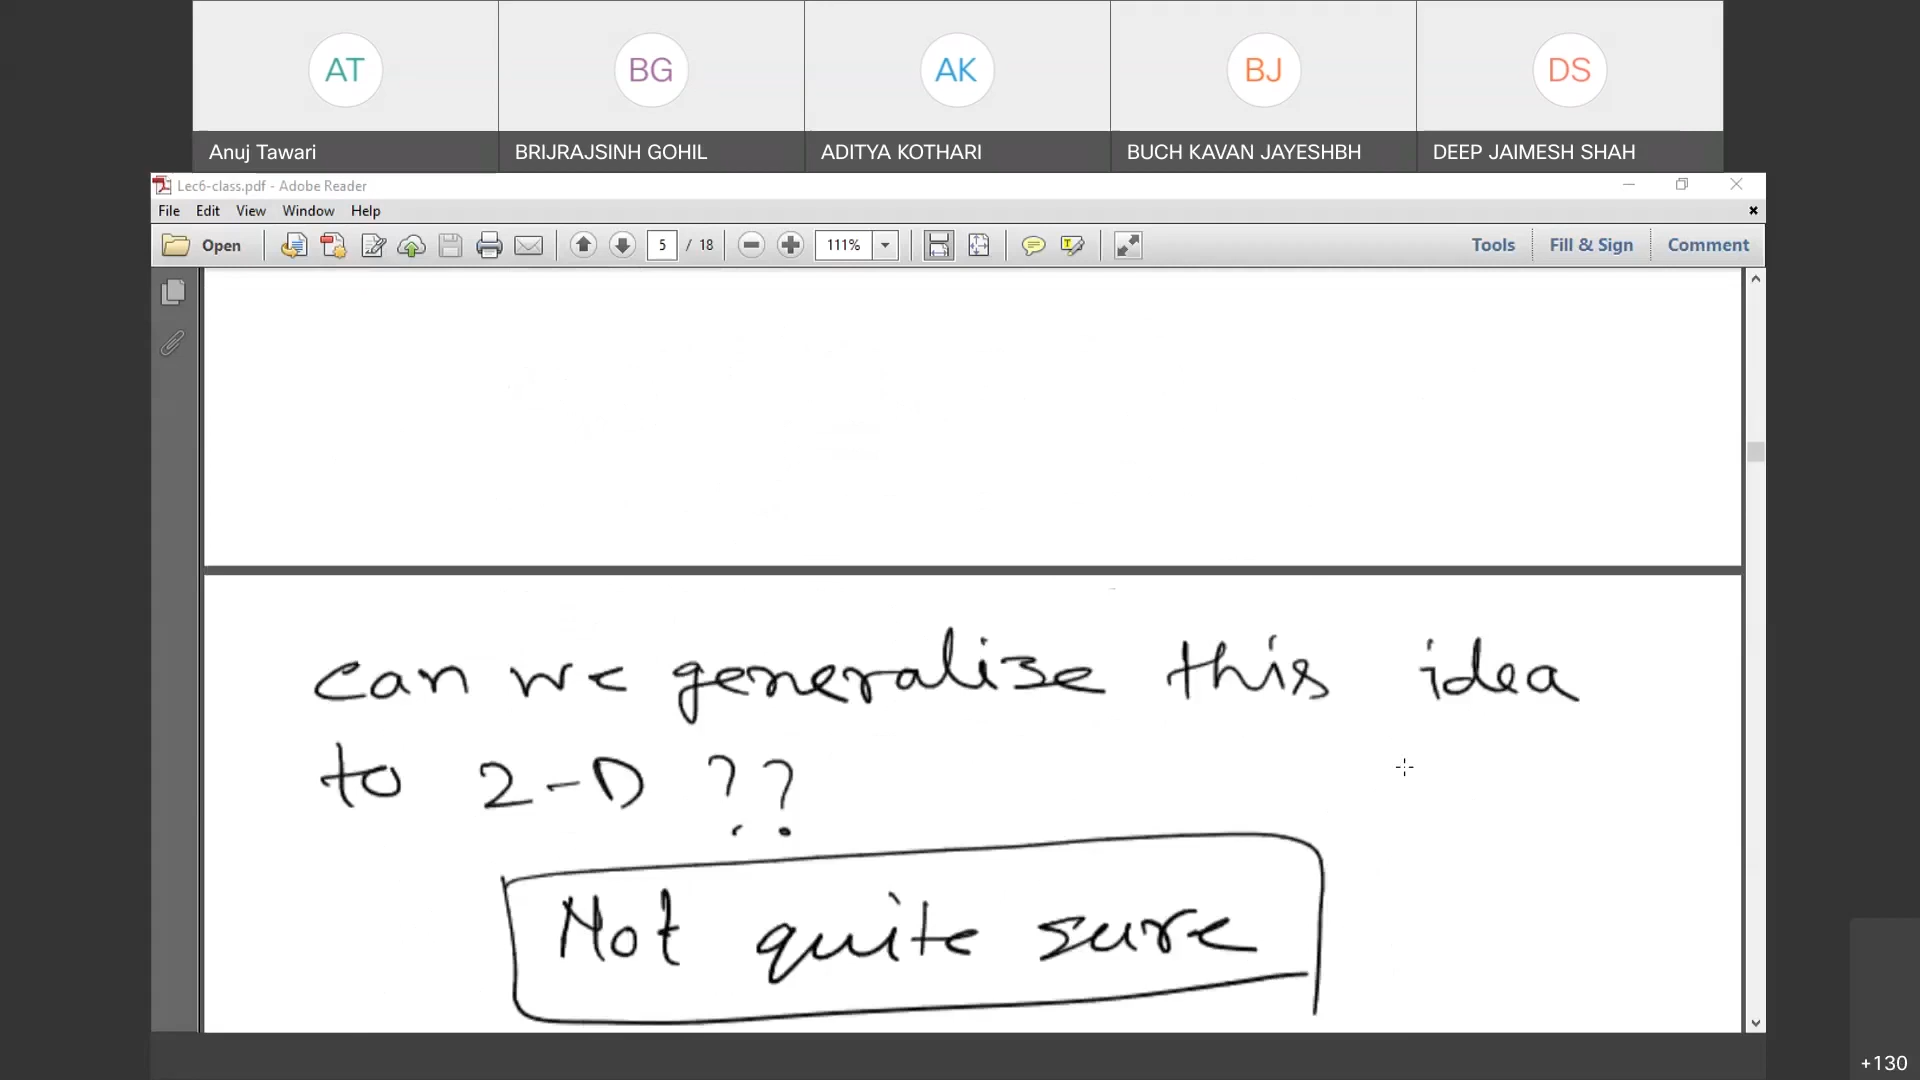 AT
BG
AK
BJ
DS
Anuj Tawari
BRIJRAJSINH GOHIL
ADITYA KOTHARI
BUCH KAVAN JAYESHBH
DEEP JAIMESH SHAH
Lec6-class.pdf - Adobe Reader
File Edit View Window Help
Open 5 / 18 111% Tools Fill & Sign Comment
can we generalize this idea
to 2-D ??
Not quite sure
+130